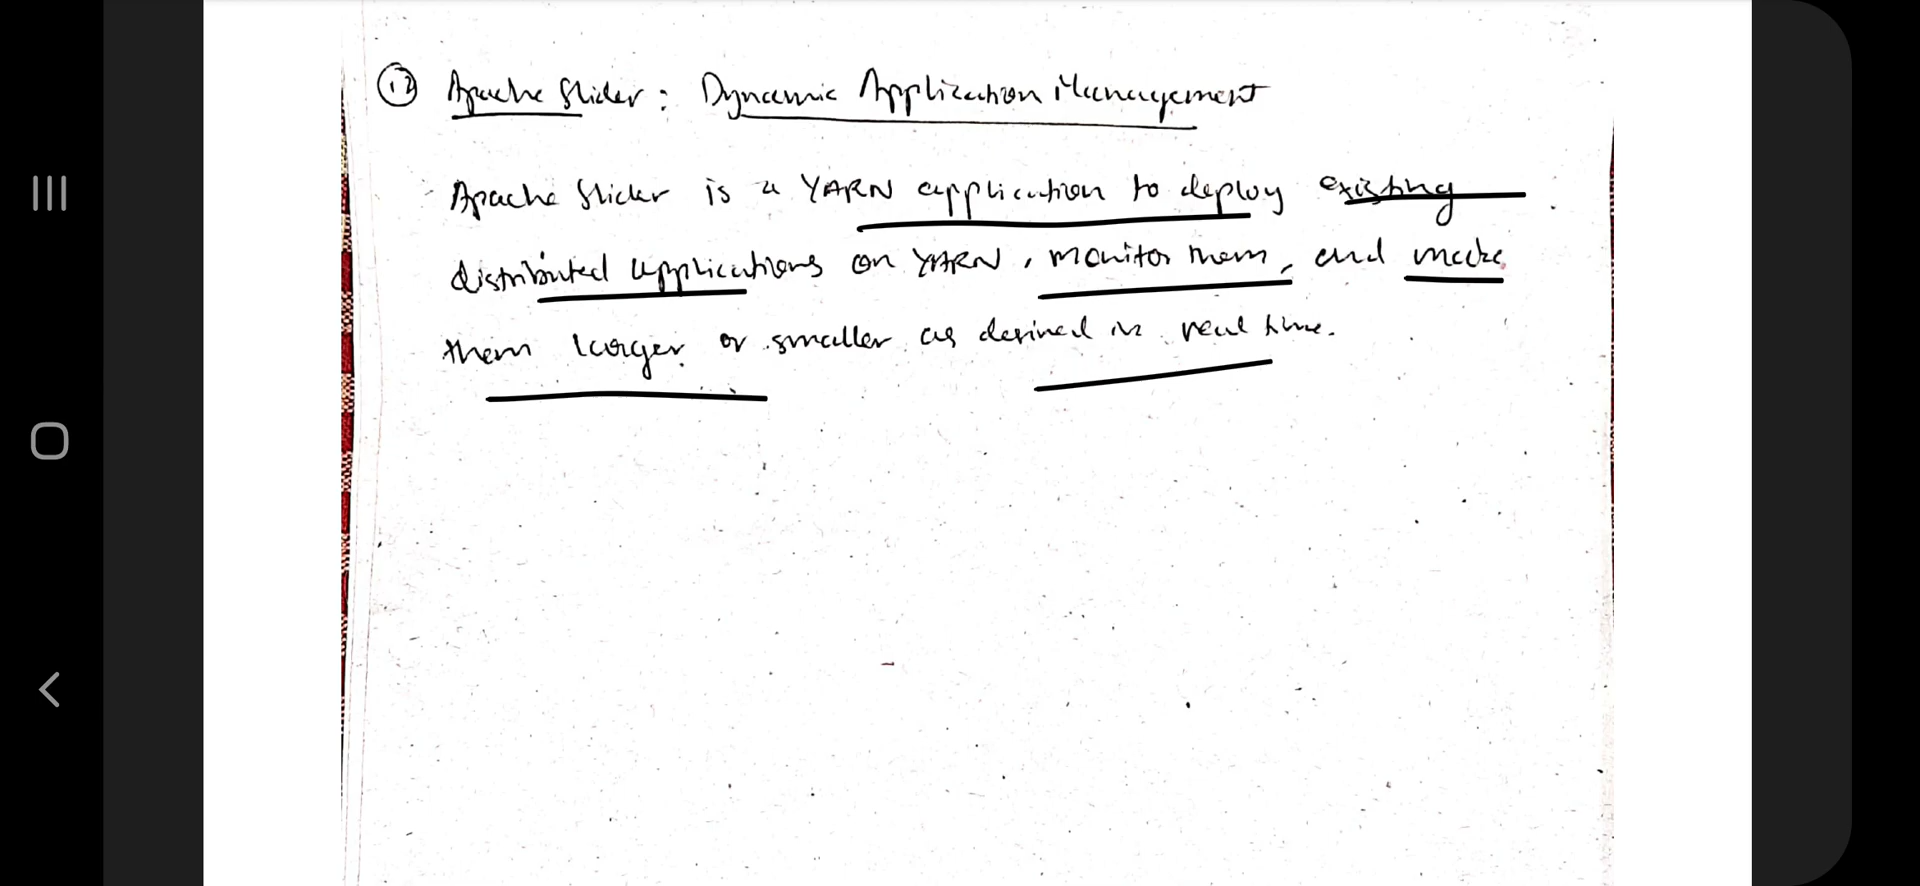 12 Apache Slider: Dynamic Application Management
Apache Slider is a YARN application to deploy existing
distributed applications on YARN, monitor them, and make
them larger or smaller as desired in real time.